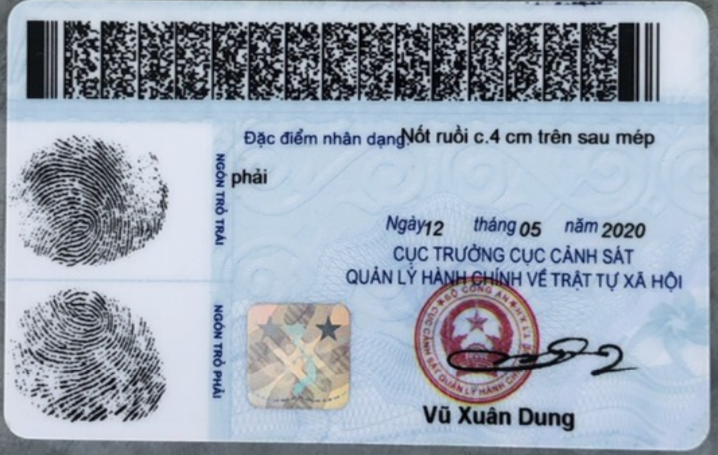 Đặc điểm nhân dạng: Nốt ruồi c.4 cm trên sau mép
phải
NGÓN TRỎ TRÁI
Ngày 12 tháng 05 năm 2020
CỤC TRƯỞNG CỤC CẢNH SÁT
QUẢN LÝ HÀNH CHÍNH VỀ TRẬT TỰ XÃ HỘI
NGÓN TRỎ PHẢI
BỘ CÔNG AN
CỤC CẢNH SÁT QUẢN LÝ HÀNH CHÍNH
Vũ Xuân Dung